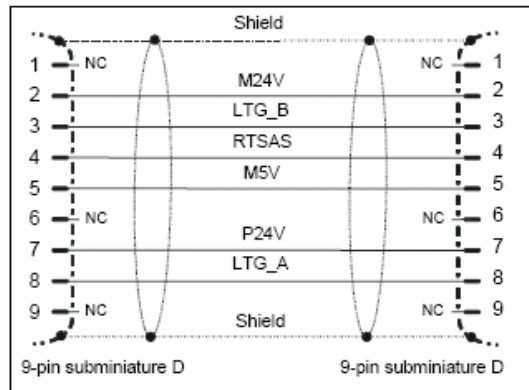 Shield
1 NC NC 1
M24V
2 2
LTG_B
3 3
RTSAS
4 4
M5V
5 5
6 NC NC 6
P24V
7 7
LTG_A
8 8
9 NC NC 9
Shield
9-pin subminiature D 9-pin subminiature D